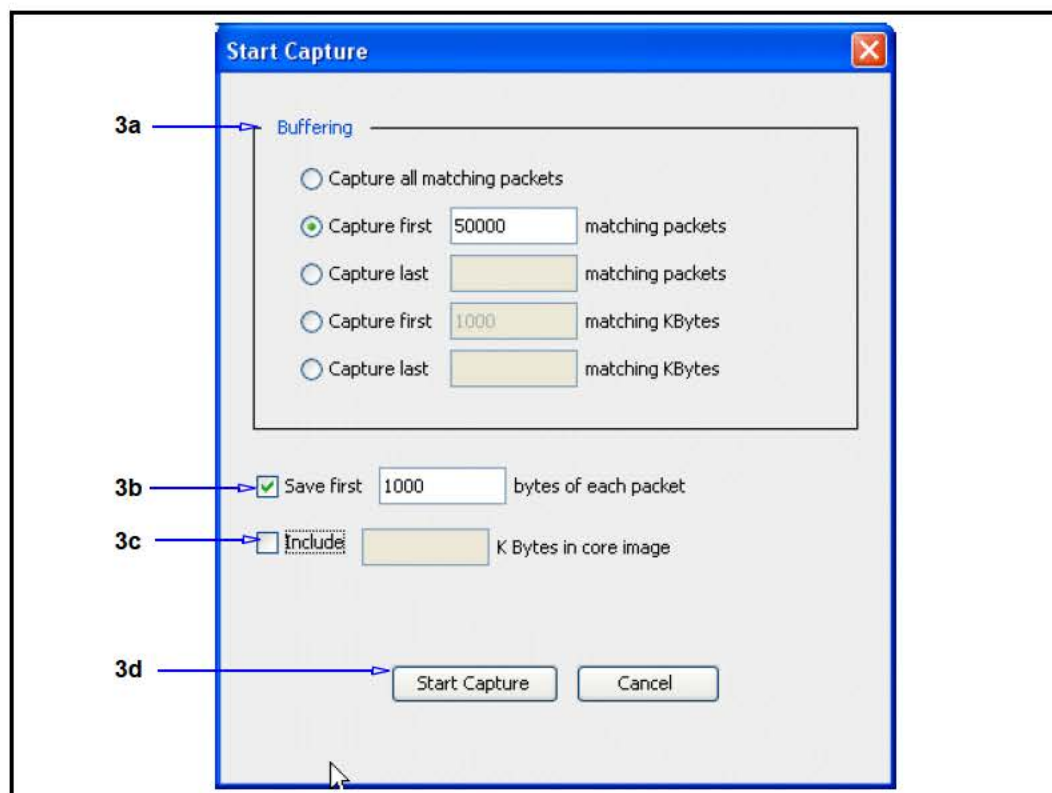 Start Capture
3a
Buffering
Capture all matching packets
Capture first 50000 matching packets
Capture last matching packets
Capture first 1000 matching KBytes
Capture last matching KBytes
3b
Save first 1000 bytes of each packet
3c
Include K Bytes in core image
3d
Start Capture Cancel